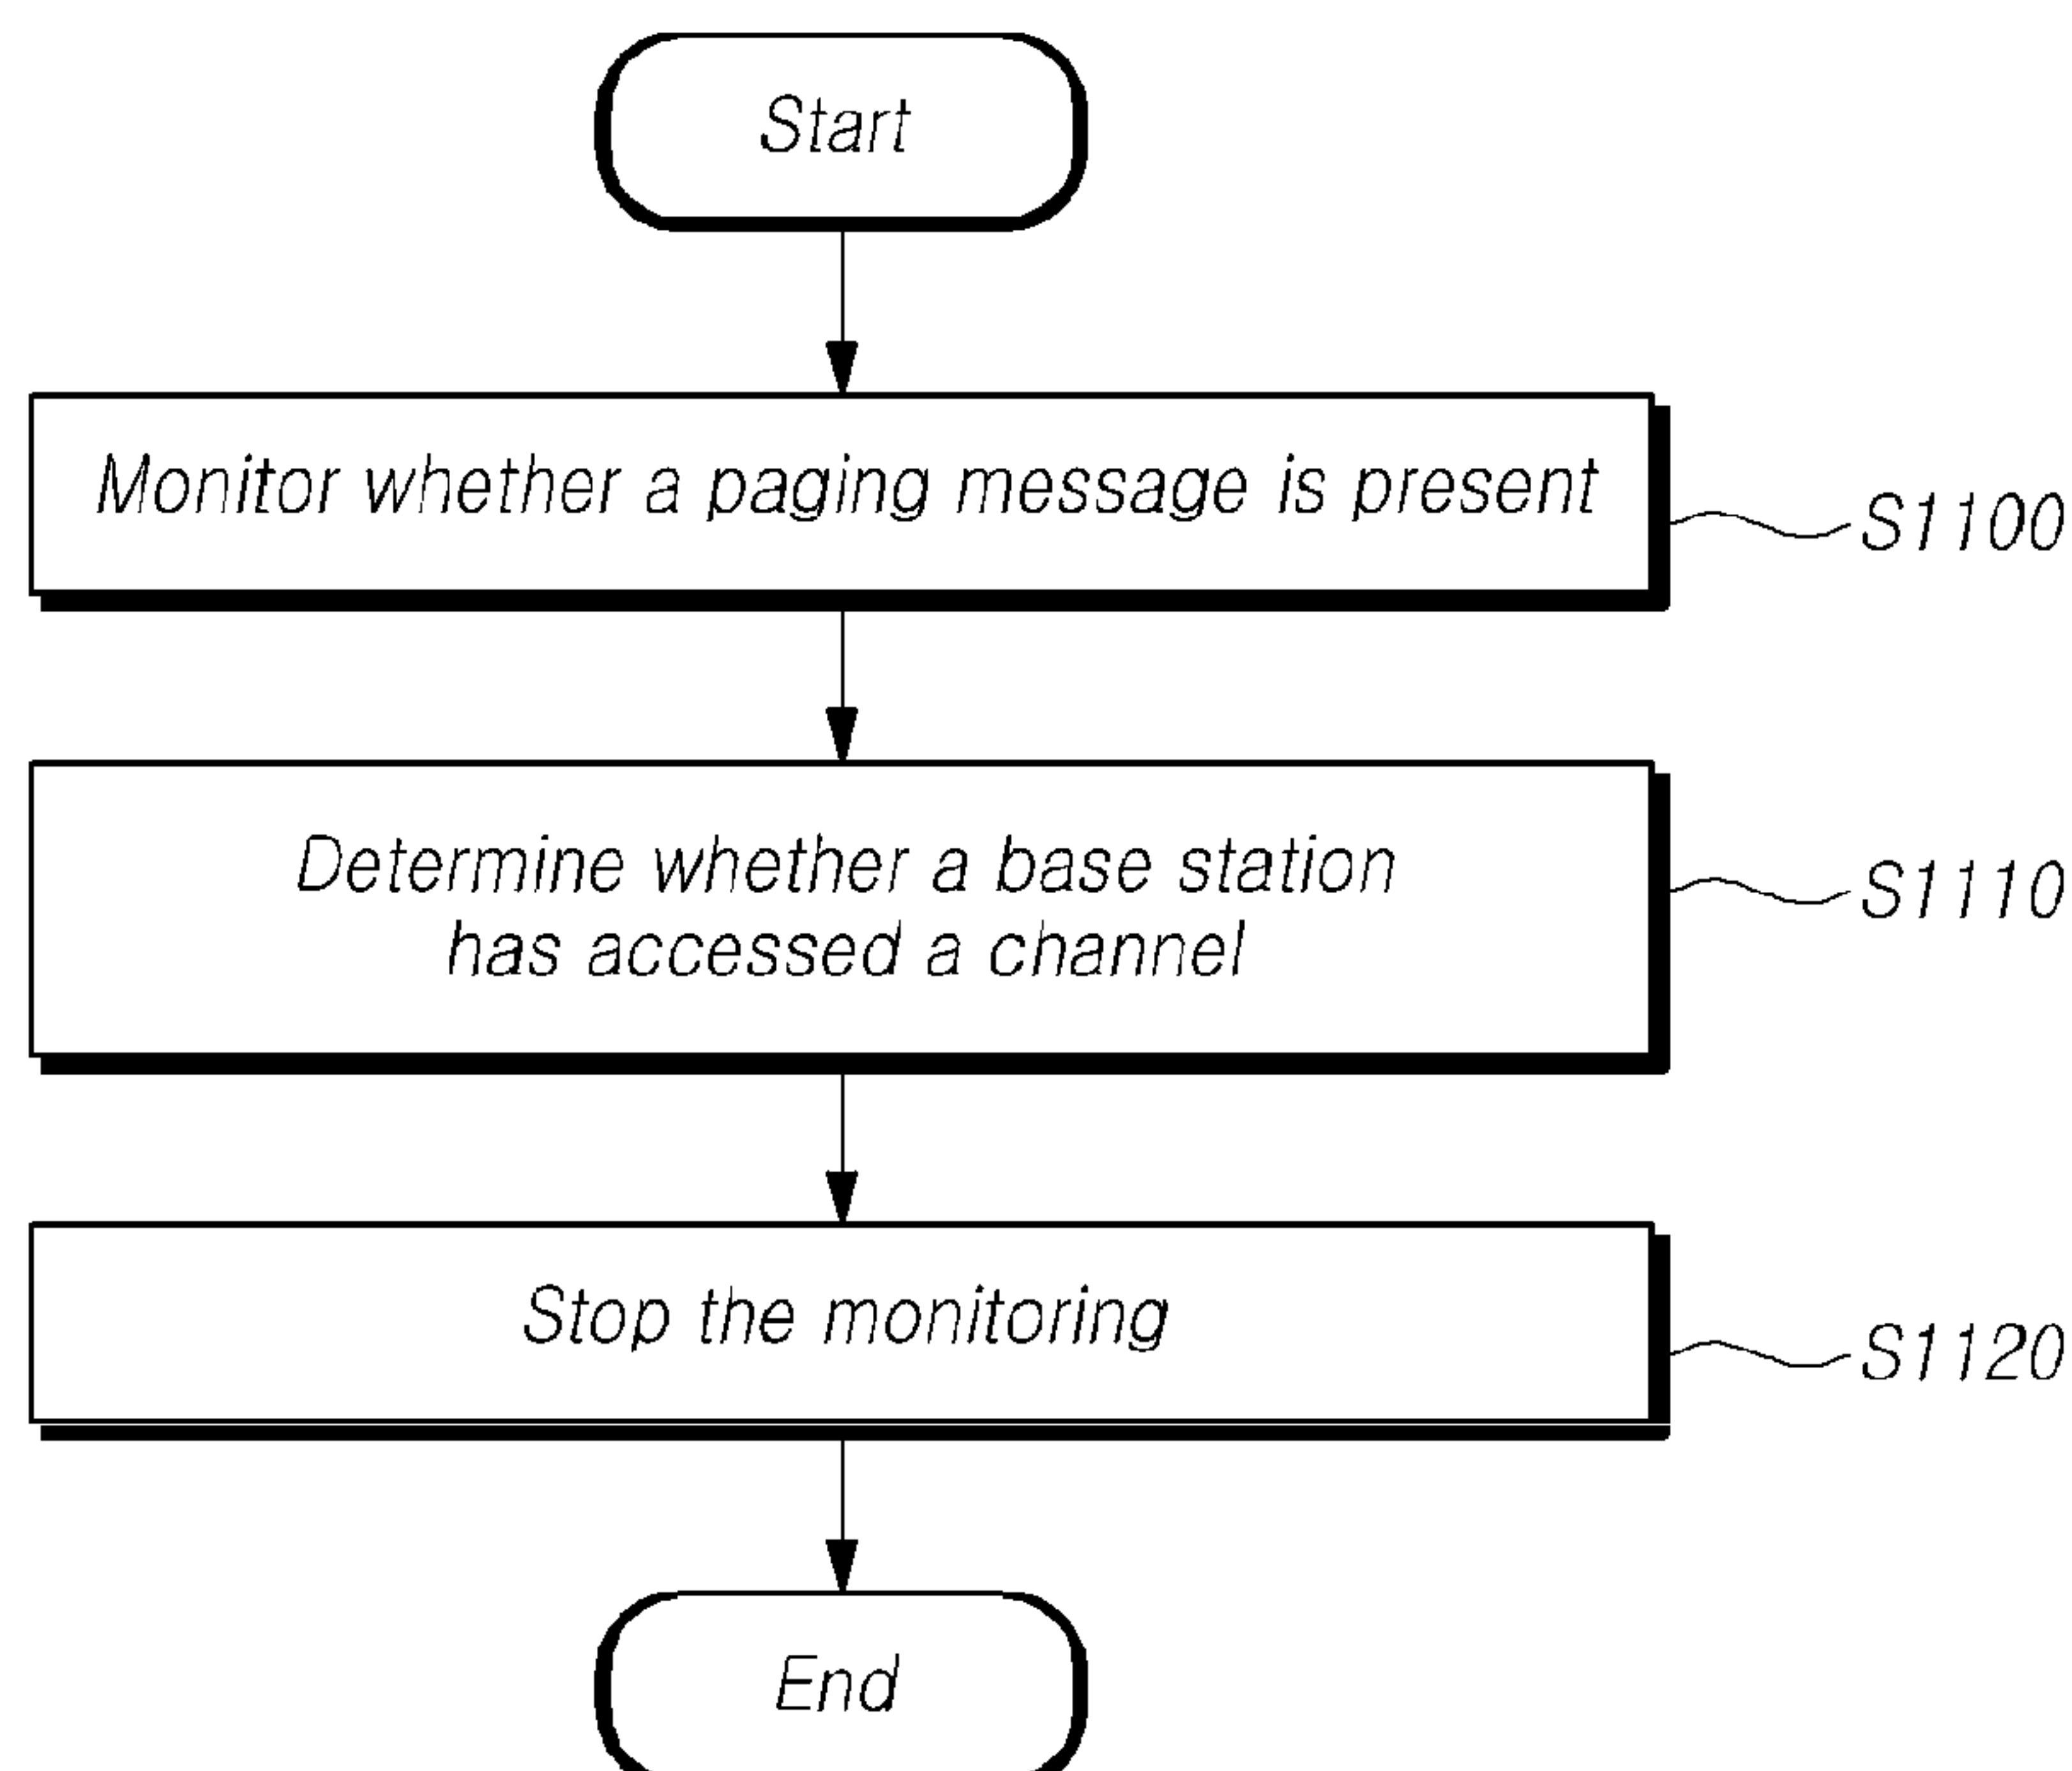 Start
Monitor whether a paging message is present
S1100
Determine whether a base station
has accessed a channel
S1110
Stop the monitoring
S1120
End